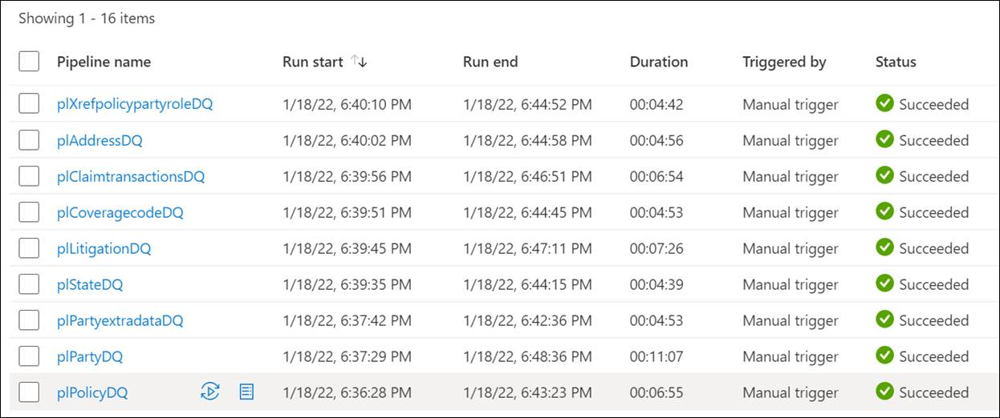 Showing 1 - 16 items
Pipeline name Run start Run end Duration Triggered by Status
plXrefpolicypartyroleDQ 1/18/22, 6:40:10 PM 1/18/22, 6:44:52 PM 00:04:42 Manual trigger Succeeded
plAddressDQ 1/18/22, 6:40:02 PM 1/18/22, 6:44:58 PM 00:04:56 Manual trigger Succeeded
plClaimtransactionsDQ 1/18/22, 6:39:56 PM 1/18/22, 6:46:51 PM 00:06:54 Manual trigger Succeeded
plCoveragecodeDQ 1/18/22, 6:39:51 PM 1/18/22, 6:44:45 PM 00:04:53 Manual trigger Succeeded
plLitigationDQ 1/18/22, 6:39:45 PM 1/18/22, 6:47:11 PM 00:07:26 Manual trigger Succeeded
plStateDQ 1/18/22, 6:39:35 PM 1/18/22, 6:44:15 PM 00:04:39 Manual trigger Succeeded
plPartyextradataDQ 1/18/22, 6:37:42 PM 1/18/22, 6:42:36 PM 00:04:53 Manual trigger Succeeded
plPartyDQ 1/18/22, 6:37:29 PM 1/18/22, 6:48:36 PM 00:11:07 Manual trigger Succeeded
plPolicyDQ 1/18/22, 6:36:28 PM 1/18/22, 6:43:23 PM 00:06:55 Manual trigger Succeeded